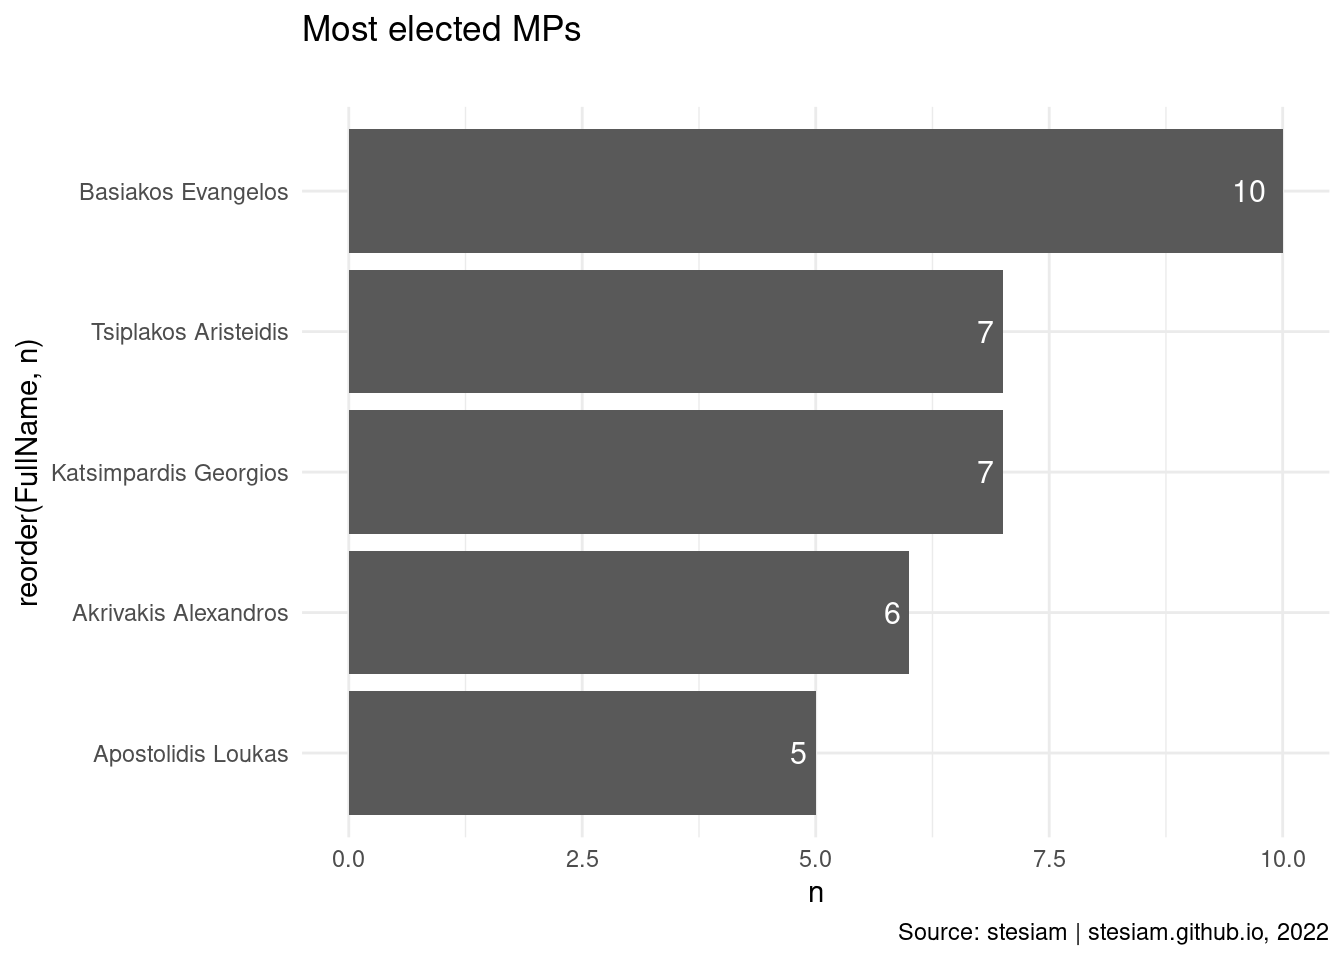 Most elected MPs
reorder(FullName, n)
Basiakos Evangelos
10
Tsiplakos Aristeidis
7
Katsimpardis Georgios
7
Akrivakis Alexandros
6
Apostolidis Loukas
5
0.0 2.5 5.0 7.5 10.0
n
Source: stesiam | stesiam.github.io, 2022